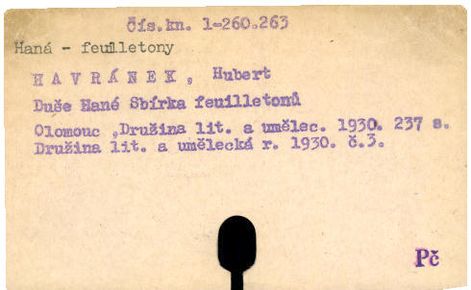 čís.kn. 1-260.263
Haná - feuilletony
H A V R Á N E K , Hubert
Duše Hané Sbírka feuilletonů
Olomouc ,Družina lit. a umělec. 1930. 237 s.
Družina lit. a umělecká r. 1930. č.3.
Pč